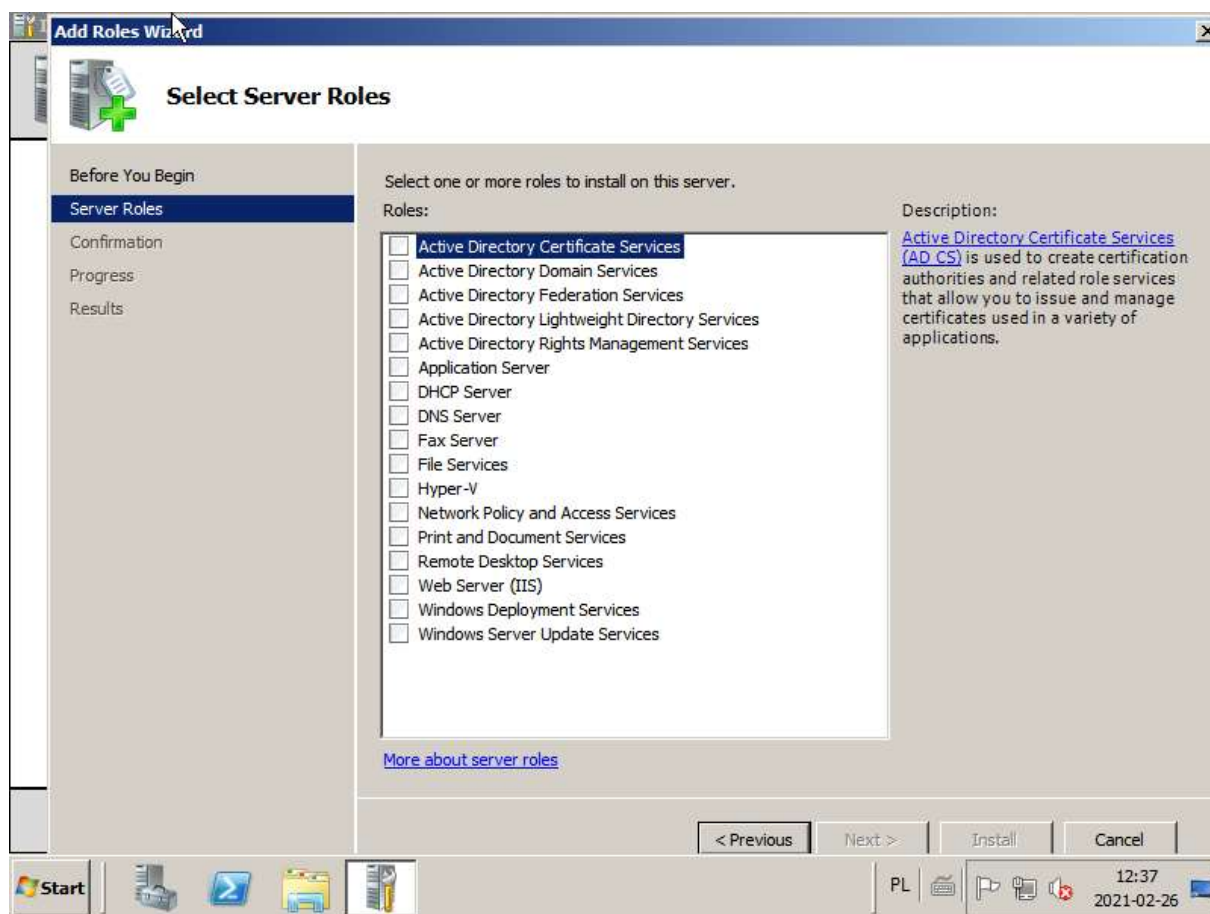 Add Roles Wizard
Select Server Roles
Before You Begin
Server Roles
Confirmation
Progress
Results
Select one or more roles to install on this server.
Roles:
Active Directory Certificate Services
Active Directory Domain Services
Active Directory Federation Services
Active Directory Lightweight Directory Services
Active Directory Rights Management Services
Application Server
DHCP Server
DNS Server
Fax Server
File Services
Hyper-V
Network Policy and Access Services
Print and Document Services
Remote Desktop Services
Web Server (IIS)
Windows Deployment Services
Windows Server Update Services
More about server roles
Description:
Active Directory Certificate Services
(AD CS) is used to create certification
authorities and related role services
that allow you to issue and manage
certificates used in a variety of
applications.
< Previous
Next >
Install
Cancel
Start
PL
12:37
2021-02-26